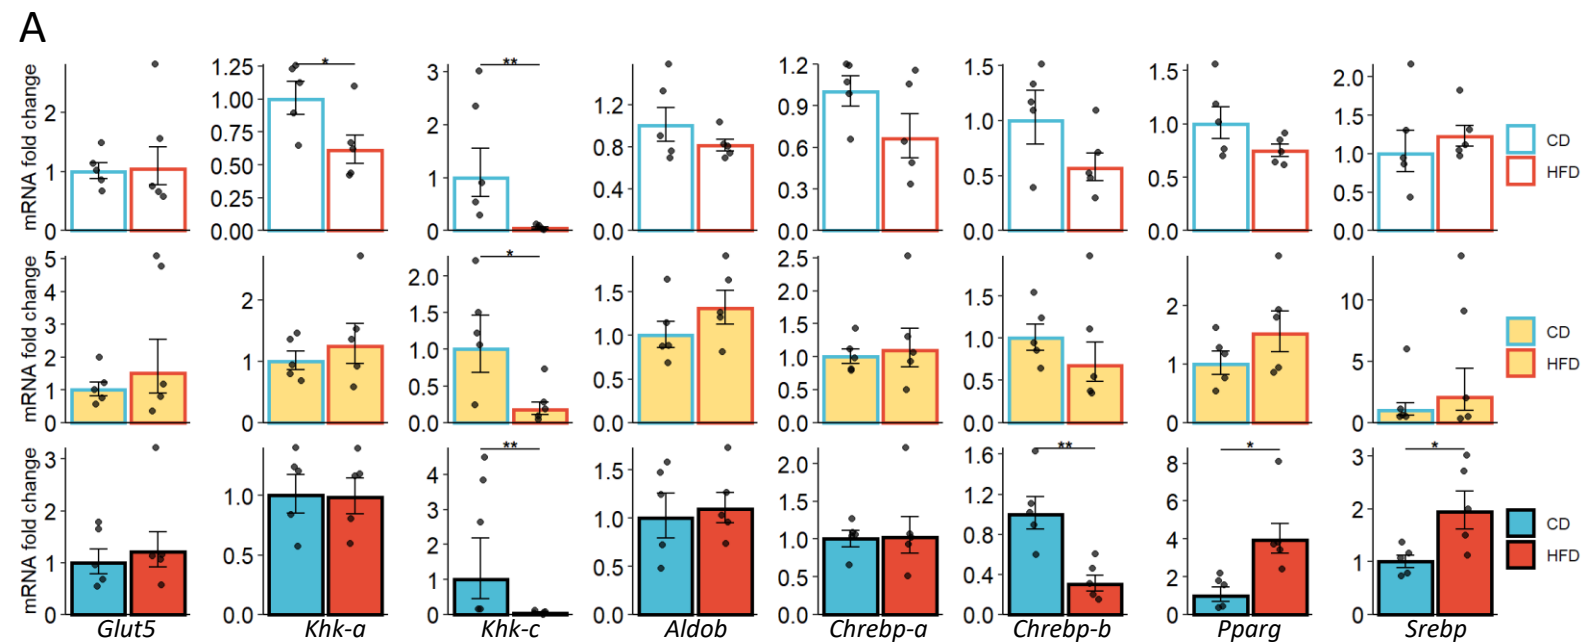 A
mRNA fold change
0 1 2
* 0.00 0.25 0.50 0.75 1.00 1.25
** 0 1 2 3
0.0 0.4 0.8 1.2
0.0 0.3 0.6 0.9 1.2
0.0 0.5 1.0 1.5
0.0 0.5 1.0 1.5
0.0 0.5 1.0 1.5 2.0
CD
HFD
mRNA fold change
0 1 2 3 4 5
0 1 2
* 0.0 0.5 1.0 1.5 2.0
0.0 0.5 1.0 1.5
0.0 0.5 1.0 1.5 2.0 2.5
0.0 0.5 1.0 1.5
0 1 2
0 5 10
CD
HFD
mRNA fold change
0 1 2 3
0.0 0.5 1.0
** 0 1 2 3 4
0.0 0.5 1.0 1.5
0.0 0.5 1.0 1.5 2.0
** 0.0 0.4 0.8 1.2 1.6
* 0 2 4 6 8
* 0 1 2 3
CD
HFD
Glut5 Khk-a Khk-c Aldob Chrebp-a Chrebp-b Pparg Srebp